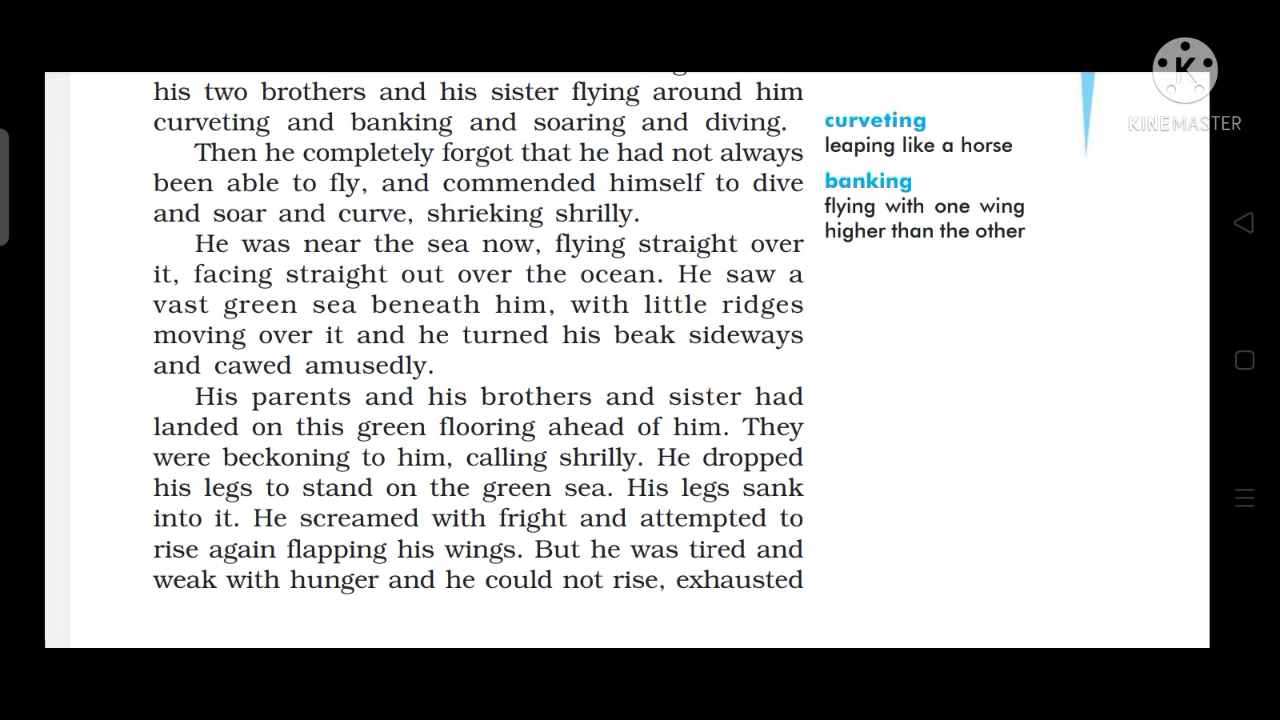 his two brothers and his sister flying around him
curveting and banking and soaring and diving.
Then he completely forgot that he had not always
been able to fly, and commended himself to dive
and soar and curve, shrieking shrilly.
He was near the sea now, flying straight over
it, facing straight out over the ocean. He saw a
vast green sea beneath him, with little ridges
moving over it and he turned his beak sideways
and cawed amusedly.
His parents and his brothers and sister had
landed on this green flooring ahead of him. They
were beckoning to him, calling shrilly. He dropped
his legs to stand on the green sea. His legs sank
into it. He screamed with fright and attempted to
rise again flapping his wings. But he was tired and
weak with hunger and he could not rise, exhausted
curveting
leaping like a horse
banking
flying with one wing
higher than the other
K
KINEMASTER